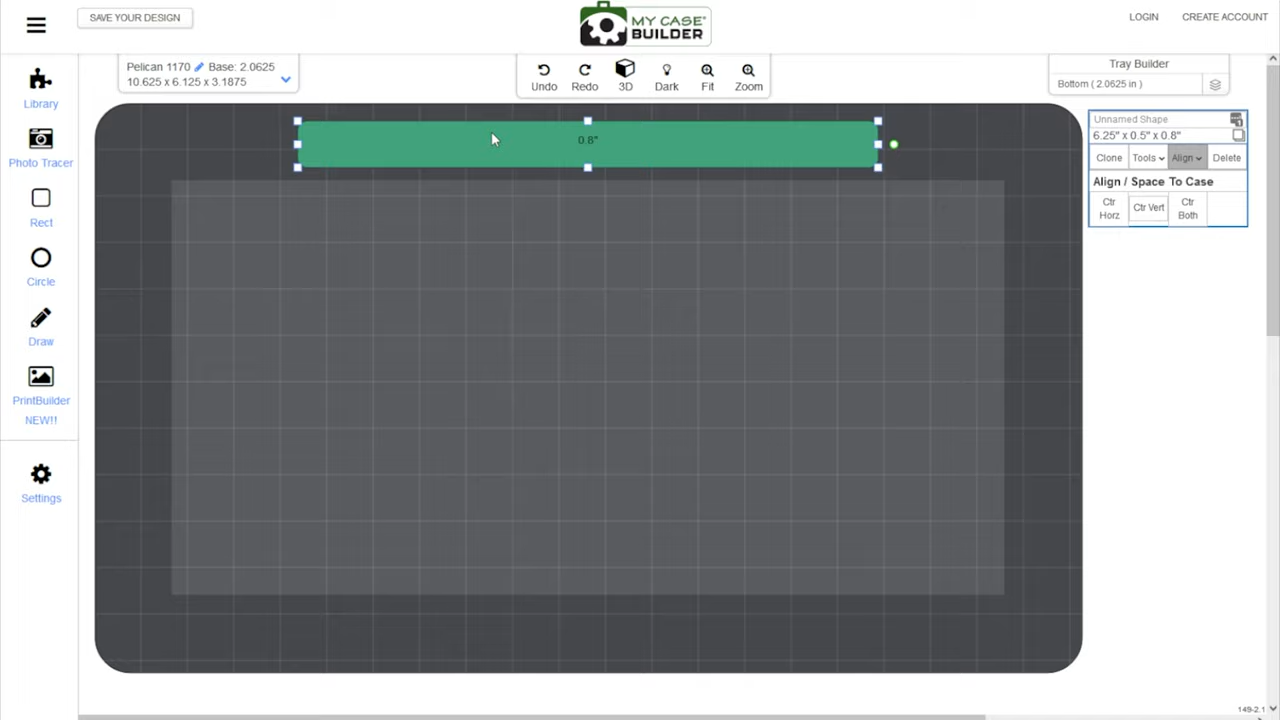 SAVE YOUR DESIGN
MY CASE
BUILDER
LOGIN
CREATE ACCOUNT
Pelican 1170 Base: 2.0625
10.625 x 6.125 x 3.1875
Undo
Redo
3D
Dark
Fit
Zoom
Tray Builder
Bottom ( 2.0625 in )
Library
Photo Tracer
Rect
Circle
Draw
PrintBuilder
NEW!!
Settings
0.8"
Unnamed Shape
6.25" x 0.5" x 0.8"
Clone
Tools
Align
Delete
Align / Space To Case
Ctr
Horz
Ctr Vert
Ctr
Both
149-2.1